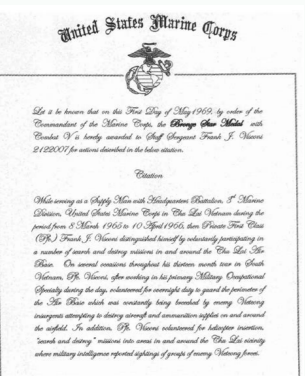 United States Marine Corps
Let it be known that on this First Day of May 1969, by order of the
Commandant of the Marine Corps, the Bronze Star Medal with
Combat V is hereby awarded to Staff Sergeant Frank J. Visconi
2122007 for actions described in the below citation.
Citation
While serving as a Supply Man with Headquarters Battalion, 3rd Marine
Division, United States Marine Corps in Chu Lai Vietnam during the
period from 8 March 1965 to 10 April 1966, then Private First Class
(Pfc.) Frank J. Visconi distinguished himself by voluntarily participating in
a number of search and destroy missions in and around the Chu Lai Air
Base. On several occasions throughout his thirteen month tour in South
Vietnam, Pfc. Visconi, after working in his primary Military Occupational
Specialty during the day, volunteered for overnight duty to guard the perimeter of
the Air Base which was constantly being breached by enemy Vietcong
insurgents attempting to destroy aircraft and ammunition supplies on and around
the airfield. In addition, Pfc. Visconi volunteered for helicopter insertion,
"search and destroy" missions into areas in and around the Chu Lai vicinity
where military intelligence reported sightings of groups of enemy Vietcong forces.